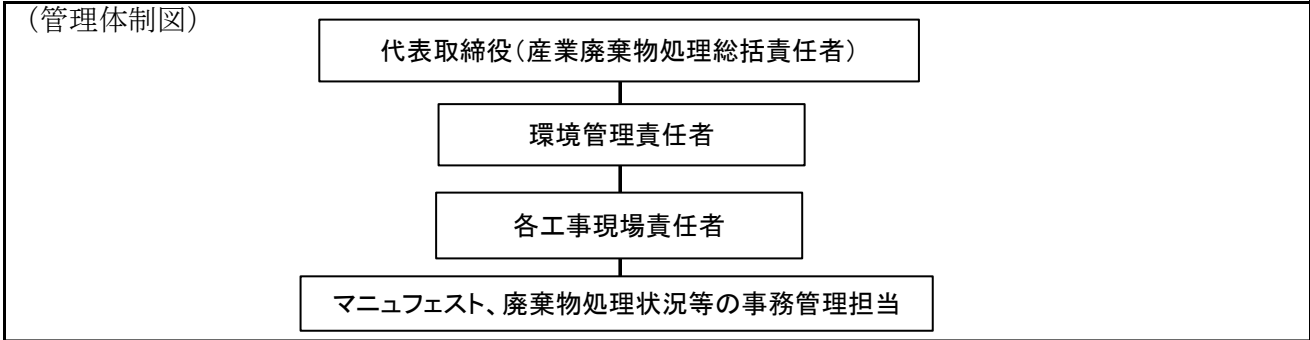 （管理体制図）
代表取締役（産業廃棄物処理総括責任者）
環境管理責任者
各工事現場責任者
マニュフェスト、廃棄物処理状況等の事務管理担当